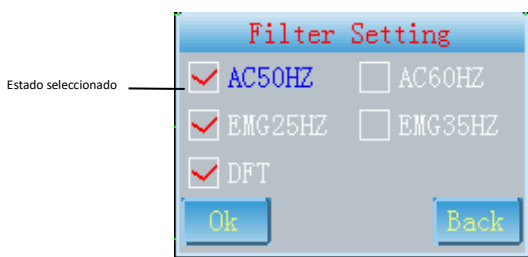 Filter Setting
Estado seleccionado
AC50HZ AC60HZ
EMG25HZ EMG35HZ
DFT
Ok Back